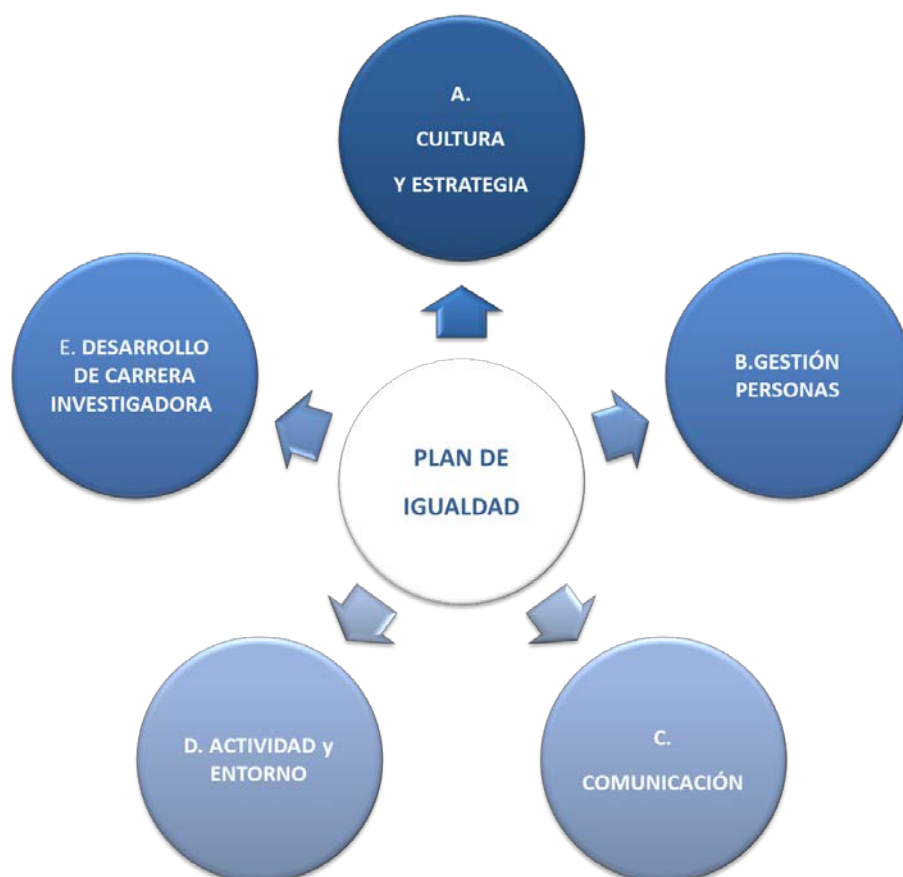 A.
CULTURA
Y ESTRATEGIA
B.GESTIÓN
PERSONAS
C.
COMUNICACIÓN
D. ACTIVIDAD y
ENTORNO
E. DESARROLLO
DE CARRERA
INVESTIGADORA
PLAN DE
IGUALDAD